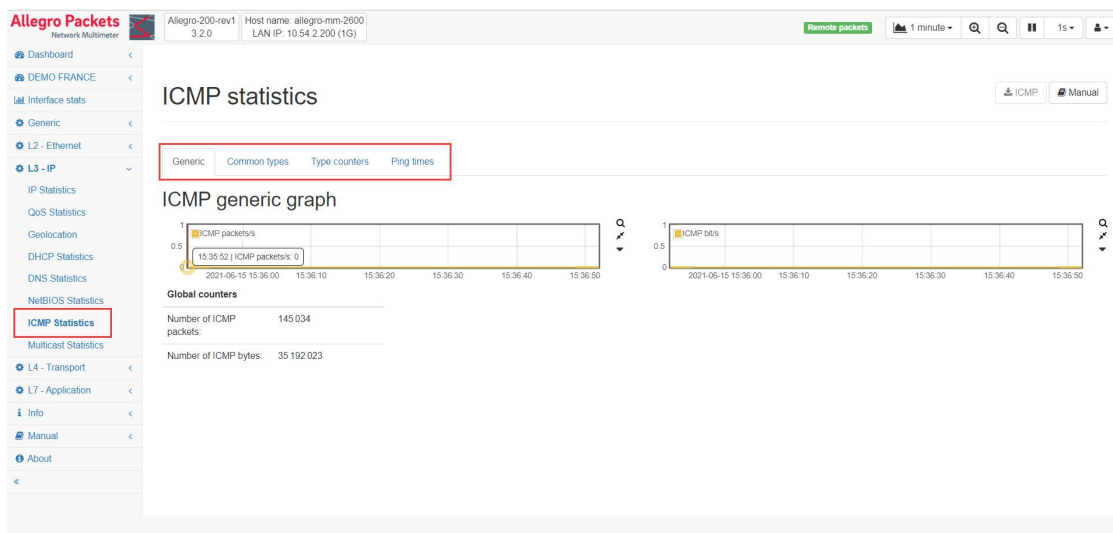 Allegro Packets
Network Multimeter
Allegro-200-rev1
3.2.0
Host name: allegro-mm-2600
LAN IP: 10.54.2.200 (1G)
Remote packets
1 minute
1s
Dashboard
DEMO FRANCE
Interface stats
Generic
L2 - Ethernet
L3 - IP
IP Statistics
QoS Statistics
Geolocation
DHCP Statistics
DNS Statistics
NetBIOS Statistics
ICMP Statistics
Multicast Statistics
L4 - Transport
L7 - Application
Info
Manual
About
«
ICMP statistics
ICMP
Manual
Generic
Common types
Type counters
Ping times
ICMP generic graph
1
0.5
0
ICMP packets/s
15:35:52 | ICMP packets/s: 0
2021-06-15 15:36:00 15:36:10 15:36:20 15:36:30 15:36:40 15:36:50
1
0.5
0
ICMP bit/s
2021-06-15 15:36:00 15:36:10 15:36:20 15:36:30 15:36:40 15:36:50
Global counters
Number of ICMP packets: 145 034
Number of ICMP bytes: 35 192 023